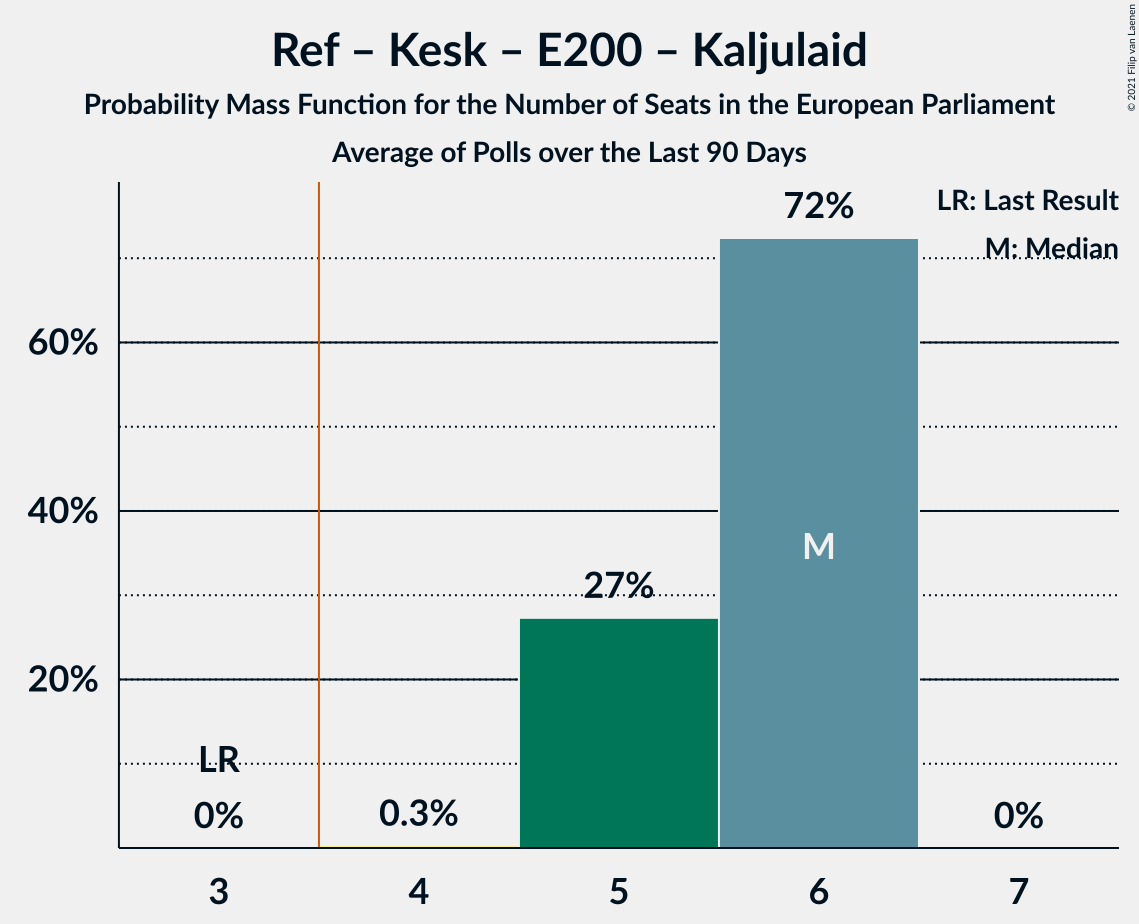 Ref – Kesk – E200 – Kaljulaid
Probability Mass Function for the Number of Seats in the European Parliament
Average of Polls over the Last 90 Days
© 2021 Filip van Laenen
LR: Last Result
M: Median
72%
60%
40%
M
27%
20%
LR
0%
0.3%
0%
3
4
5
6
7